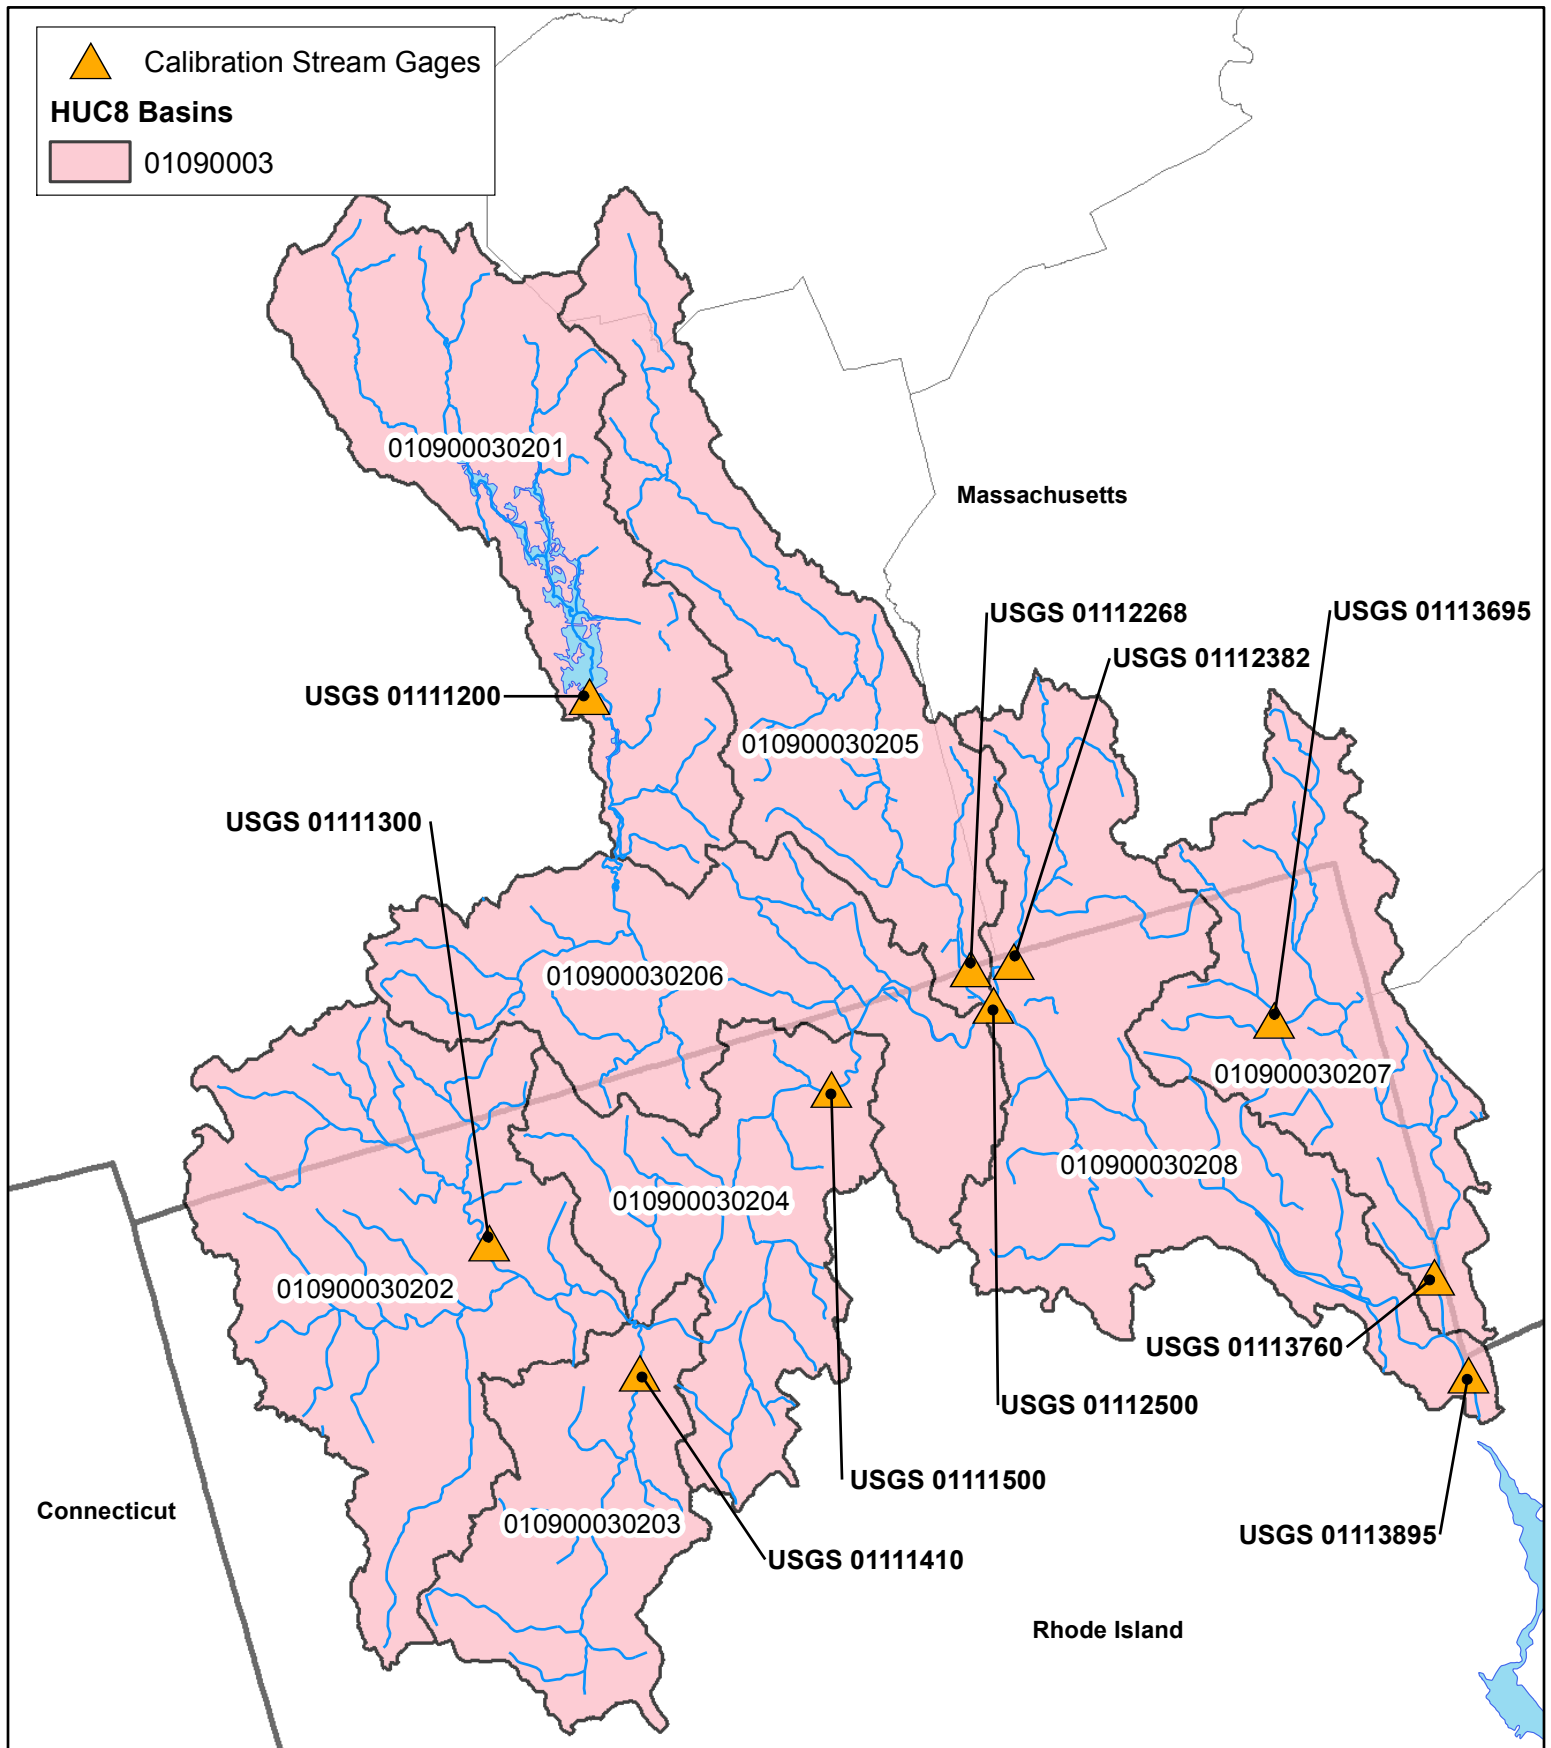 Calibration Stream Gages
HUC8 Basins
01090003
010900030201
Massachusetts
USGS 01112268
USGS 01113695
USGS 01112382
USGS 01111200
010900030205
USGS 01111300
010900030206
010900030207
010900030208
010900030204
010900030202
USGS 01113760
USGS 01112500
USGS 01111500
Connecticut
010900030203
USGS 01113895
USGS 01111410
Rhode Island